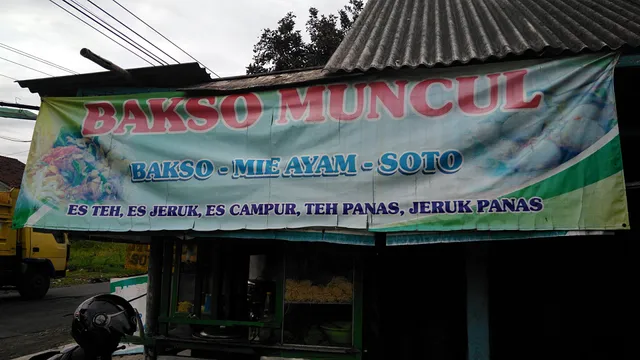 BAKSO MUNCUL
BAKSO - MIE AYAM - SOTO
ES TEH, ES JERUK, ES CAMPUR, TEH PANAS, JERUK PANAS